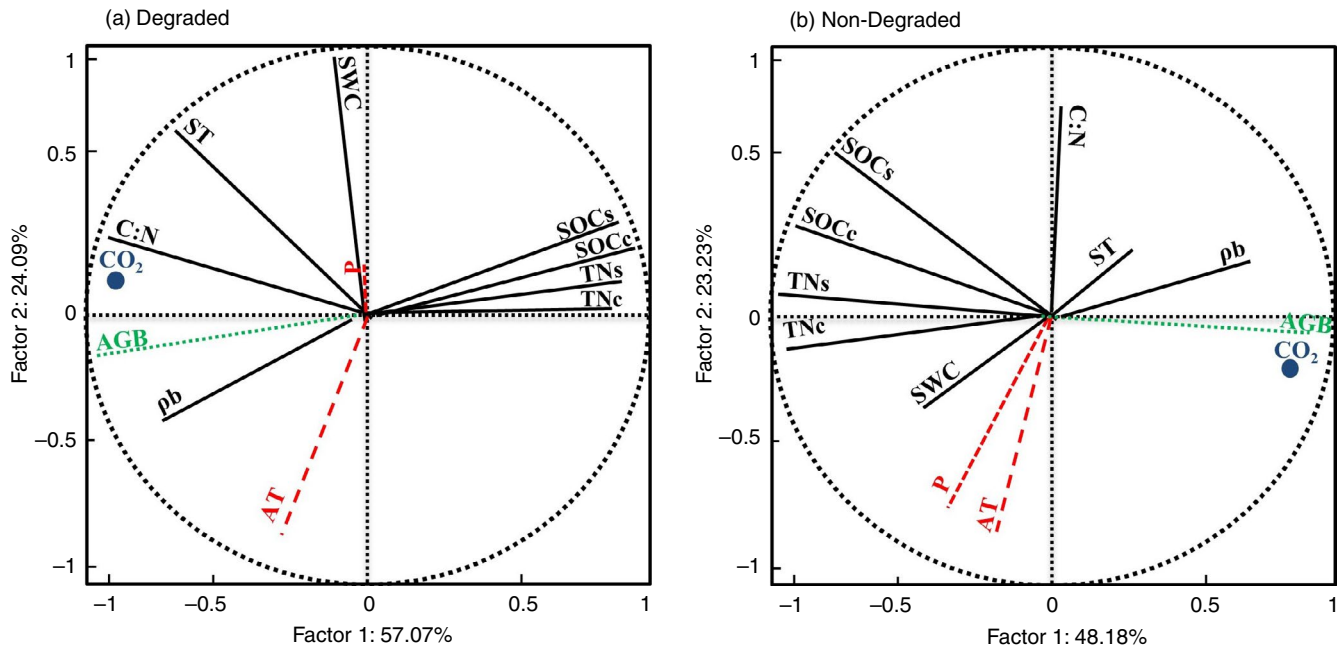 (a) Degraded
1
0.5
0
–0.5
–1
–1
–0.5
0
0.5
1
Factor 2: 24.09%
Factor 1: 57.07%
SWC
ST
C:N
CO₂
AGB
ρb
AT
P
SOCs
SOCc
TNs
TNc
(b) Non-Degraded
1
0.5
0
–0.5
–1
–1
–0.5
0
0.5
1
Factor 2: 23.23%
Factor 1: 48.18%
C:N
SOCs
SOCc
TNs
TNc
SWC
P
AT
ST
ρb
AGB
CO₂